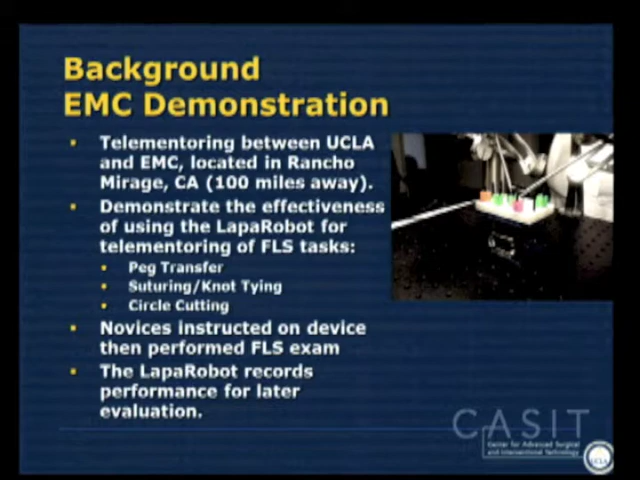 Background
EMC Demonstration
Telementoring between UCLA
and EMC, located in Rancho
Mirage, CA (100 miles away).
Demonstrate the effectiveness
of using the LapaRobot for
telementoring of FLS tasks:
Peg Transfer
Suturing/Knot Tying
Circle Cutting
Novices instructed on device
then performed FLS exam
The LapaRobot records
performance for later
evaluation.
CASIT
Center for Advanced Surgical
and Interventional Technology
UCLA